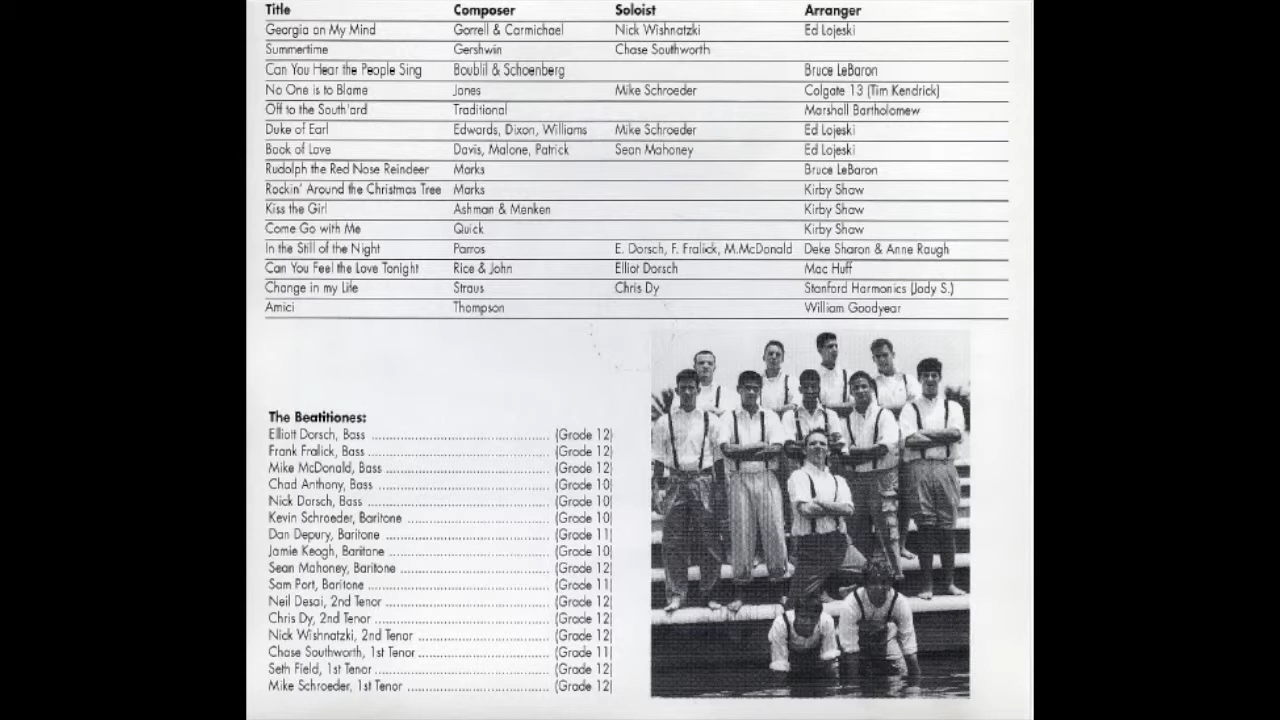 Title Composer Soloist Arranger
Georgia on My Mind Gorrell & Carmichael Nick Wishnatzki Ed Lojeski
Summertime Gershwin Chase Southworth
Can You Hear the People Sing Boublil & Schoenberg Bruce LeBaron
No One is to Blame Jones Mike Schroeder Colgate 13 (Tim Kendrick)
Off to the South'ard Traditional Marshall Bartholomew
Duke of Earl Edwards, Dixon, Williams Mike Schroeder Ed Lojeski
Book of Love Davis, Malone, Patrick Sean Mahoney Ed Lojeski
Rudolph the Red Nose Reindeer Marks Bruce LeBaron
Rockin' Around the Christmas Tree Marks Kirby Shaw
Kiss the Girl Ashman & Menken Kirby Shaw
Come Go with Me Quick Kirby Shaw
In the Still of the Night Parros E. Dorsch, F. Fralick, M.McDonald Deke Sharon & Anne Raugh
Can You Feel the Love Tonight Rice & John Elliot Dorsch Mac Huff
Change in my Life Straus Chris Dy Stanford Harmonics (Jody S.)
Amici Thompson William Goodyear
The Beatitiones:
Elliott Dorsch, Bass (Grade 12)
Frank Fralick, Bass (Grade 12)
Mike McDonald, Bass (Grade 12)
Chad Anthony, Bass (Grade 10)
Nick Dorsch, Bass (Grade 10)
Kevin Schroeder, Baritone (Grade 10)
Dan Depury, Baritone (Grade 11)
Jamie Keogh, Baritone (Grade 10)
Sean Mahoney, Baritone (Grade 12)
Sam Port, Baritone (Grade 11)
Neil Desai, 2nd Tenor (Grade 12)
Chris Dy, 2nd Tenor (Grade 12)
Nick Wishnatzki, 2nd Tenor (Grade 12)
Chase Southworth, 1st Tenor (Grade 11)
Seth Field, 1st Tenor (Grade 12)
Mike Schroeder, 1st Tenor (Grade 12)